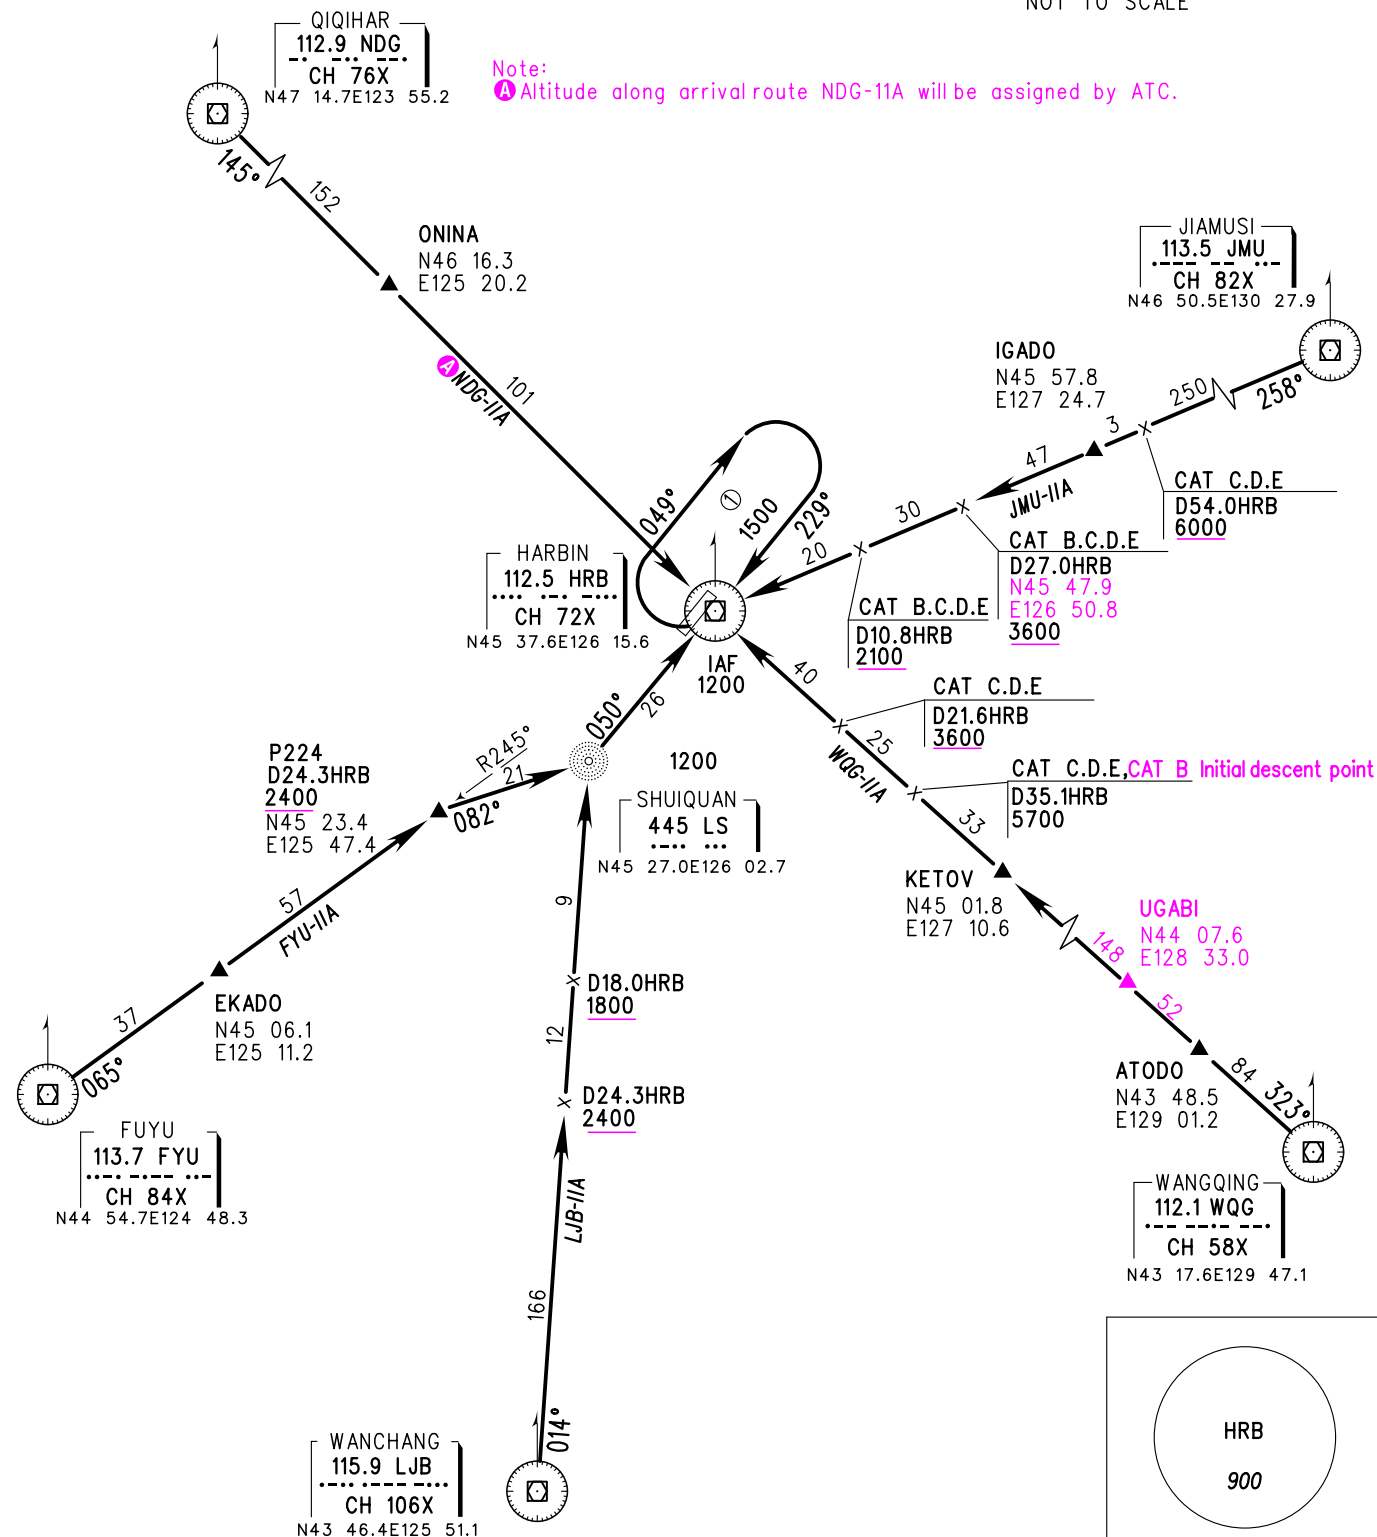 NOT TO SCALE
QIQIHAR
112.9 NDG
CH 76X
N47 14.7E123 55.2
Note:
A Altitude along arrival route NDG-11A will be assigned by ATC.
145°
152
ONINA
N46 16.3
E125 20.2
A NDG-11A
101
JIAMUSI
113.5 JMU
CH 82X
N46 50.5E130 27.9
258°
250
IGADO
N45 57.8
E127 24.7
3
47
JMU-11A
CAT C.D.E
D54.0HRB
6000
30
CAT B.C.D.E
D27.0HRB
N45 47.9
E126 50.8
3600
20
CAT B.C.D.E
D10.8HRB
2100
049°
1
1500
229°
HARBIN
112.5 HRB
CH 72X
N45 37.6E126 15.6
IAF
1200
40
CAT C.D.E
D21.6HRB
3600
25
WQG-11A
CAT C.D.E,CAT B Initial descent point
D35.1HRB
5700
33
KETOV
N45 01.8
E127 10.6
UGABI
N44 07.6
E128 33.0
148
52
ATODO
N43 48.5
E129 01.2
84
323°
WANGQING
112.1 WQG
CH 58X
N43 17.6E129 47.1
050°
26
1200
SHUIQUAN
445 LS
N45 27.0E126 02.7
P224
D24.3HRB
2400
N45 23.4
E125 47.4
R245°
21
082°
57
FYU-11A
EKADO
N45 06.1
E125 11.2
37
065°
FUYU
113.7 FYU
CH 84X
N44 54.7E124 48.3
9
D18.0HRB
1800
12
D24.3HRB
2400
LJB-11A
166
014°
WANCHANG
115.9 LJB
CH 106X
N43 46.4E125 51.1
HRB
900